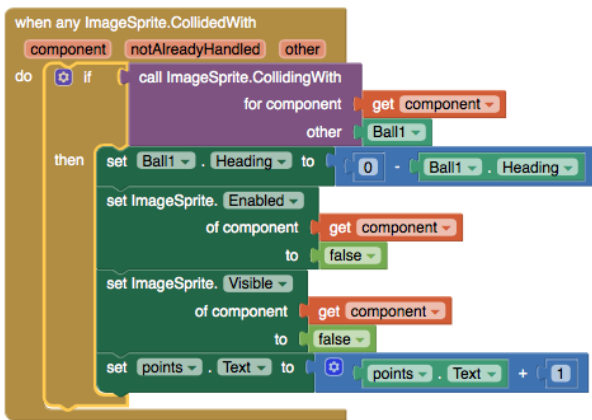 when any ImageSprite.CollidedWith
component notAlreadyHandled other
do if call ImageSprite.CollidingWith
for component get component
other Ball1
then set Ball1 . Heading to 0 - Ball1 . Heading
set ImageSprite. Enabled
of component get component
to false
set ImageSprite. Visible
of component get component
to false
set points . Text to points . Text + 1